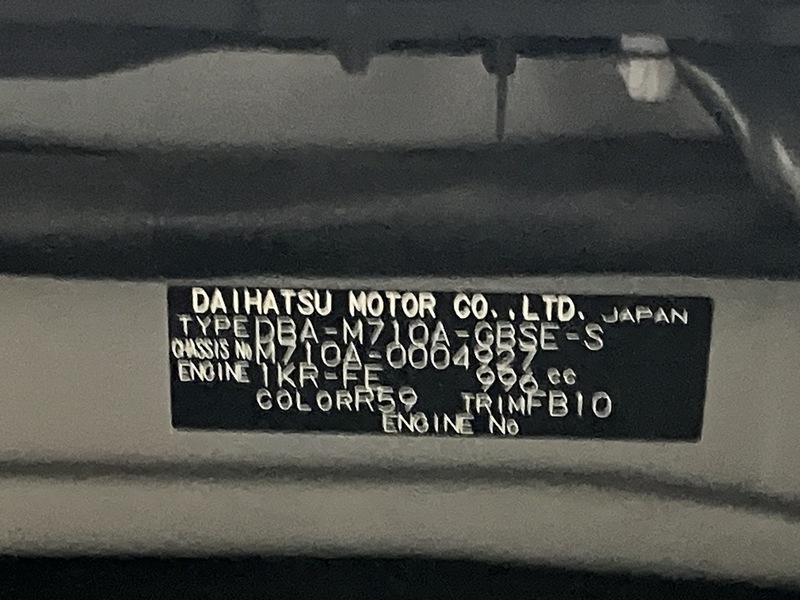 DAIHATSU MOTOR CO.,LTD. JAPAN
TYPE DBA-M710A-GBSE-S
CHASSIS No M710A-0004927
ENGINE 1KR-FE 996 cc
COLOR R59 TRIM FB10
ENGINE No